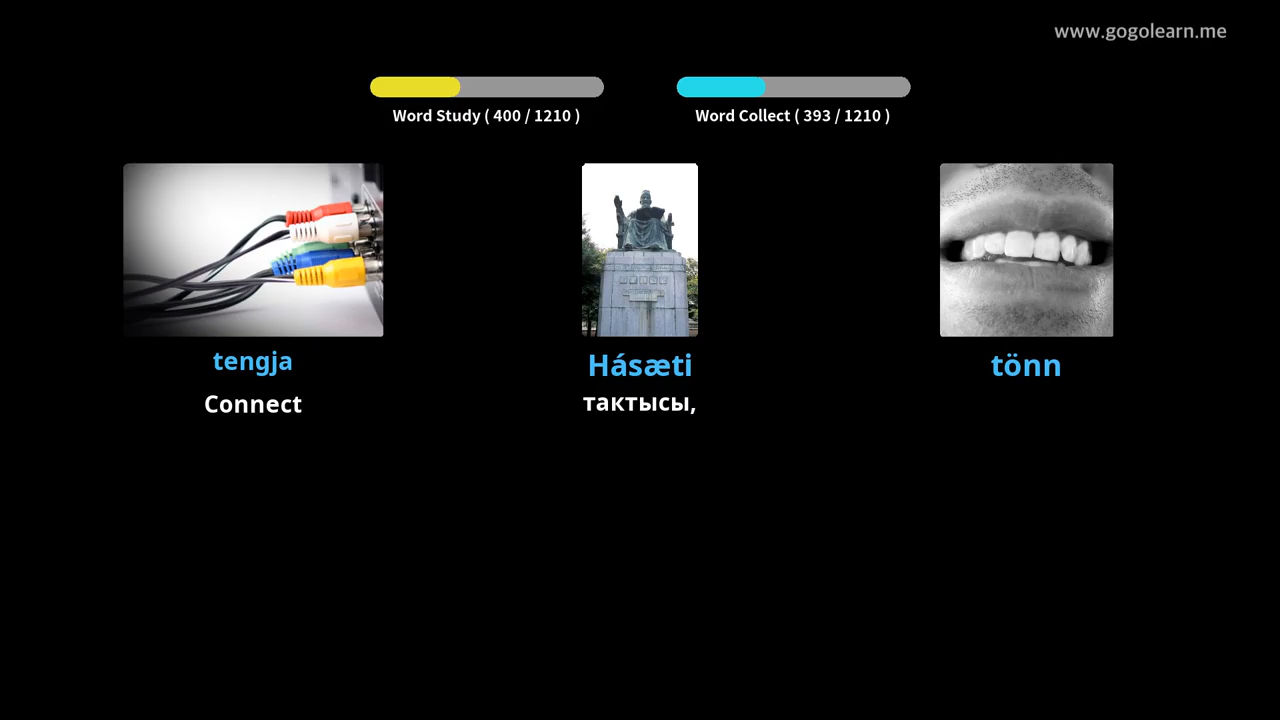 www.gogolearn.me
Word Study ( 400 / 1210 )
Word Collect ( 393 / 1210 )
tengja
Connect
Hásæti
тактысы,
tönn